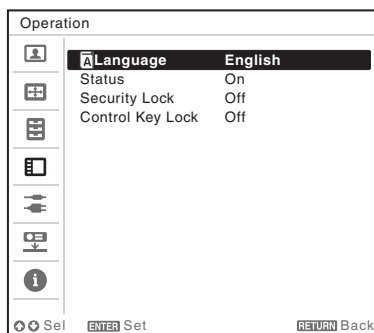 Operation
A Language English
Status On
Security Lock Off
Control Key Lock Off
Sel ENTER Set RETURN Back